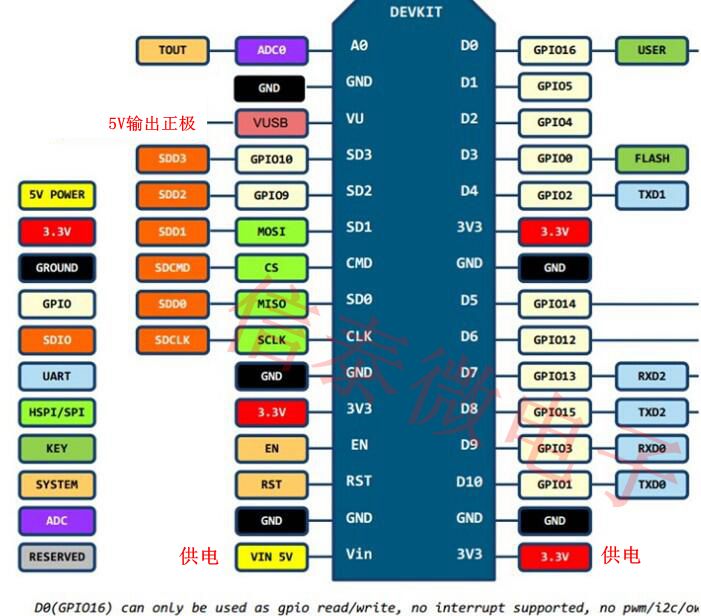 DEVKIT
TOUT ADC0 A0 D0 GPIO16 USER
GND GND D1 GPIO5
5V输出正极 VUSB VU D2 GPIO4
SDD3 GPIO10 SD3 D3 GPIO0 FLASH
5V POWER SDD2 GPIO9 SD2 D4 GPIO2 TXD1
3.3V SDD1 MOSI SD1 3V3 3.3V
GROUND SDCMD CS CMD GND GND
GPIO SDD0 MISO SD0 D5 GPIO14
SDIO SDCLK SCLK CLK D6 GPIO12
UART GND GND D7 GPIO13 RXD2
HSPI/SPI 3.3V 3V3 D8 GPIO15 TXD2
KEY EN EN D9 GPIO3 RXD0
SYSTEM RST RST D10 GPIO1 TXD0
ADC GND GND GND GND
RESERVED 供电 VIN 5V Vin 3V3 3.3V 供电
信泰微电子
D0(GPIO16) can only be used as gpio read/write, no interrupt supported, no pwm/i2c/ow